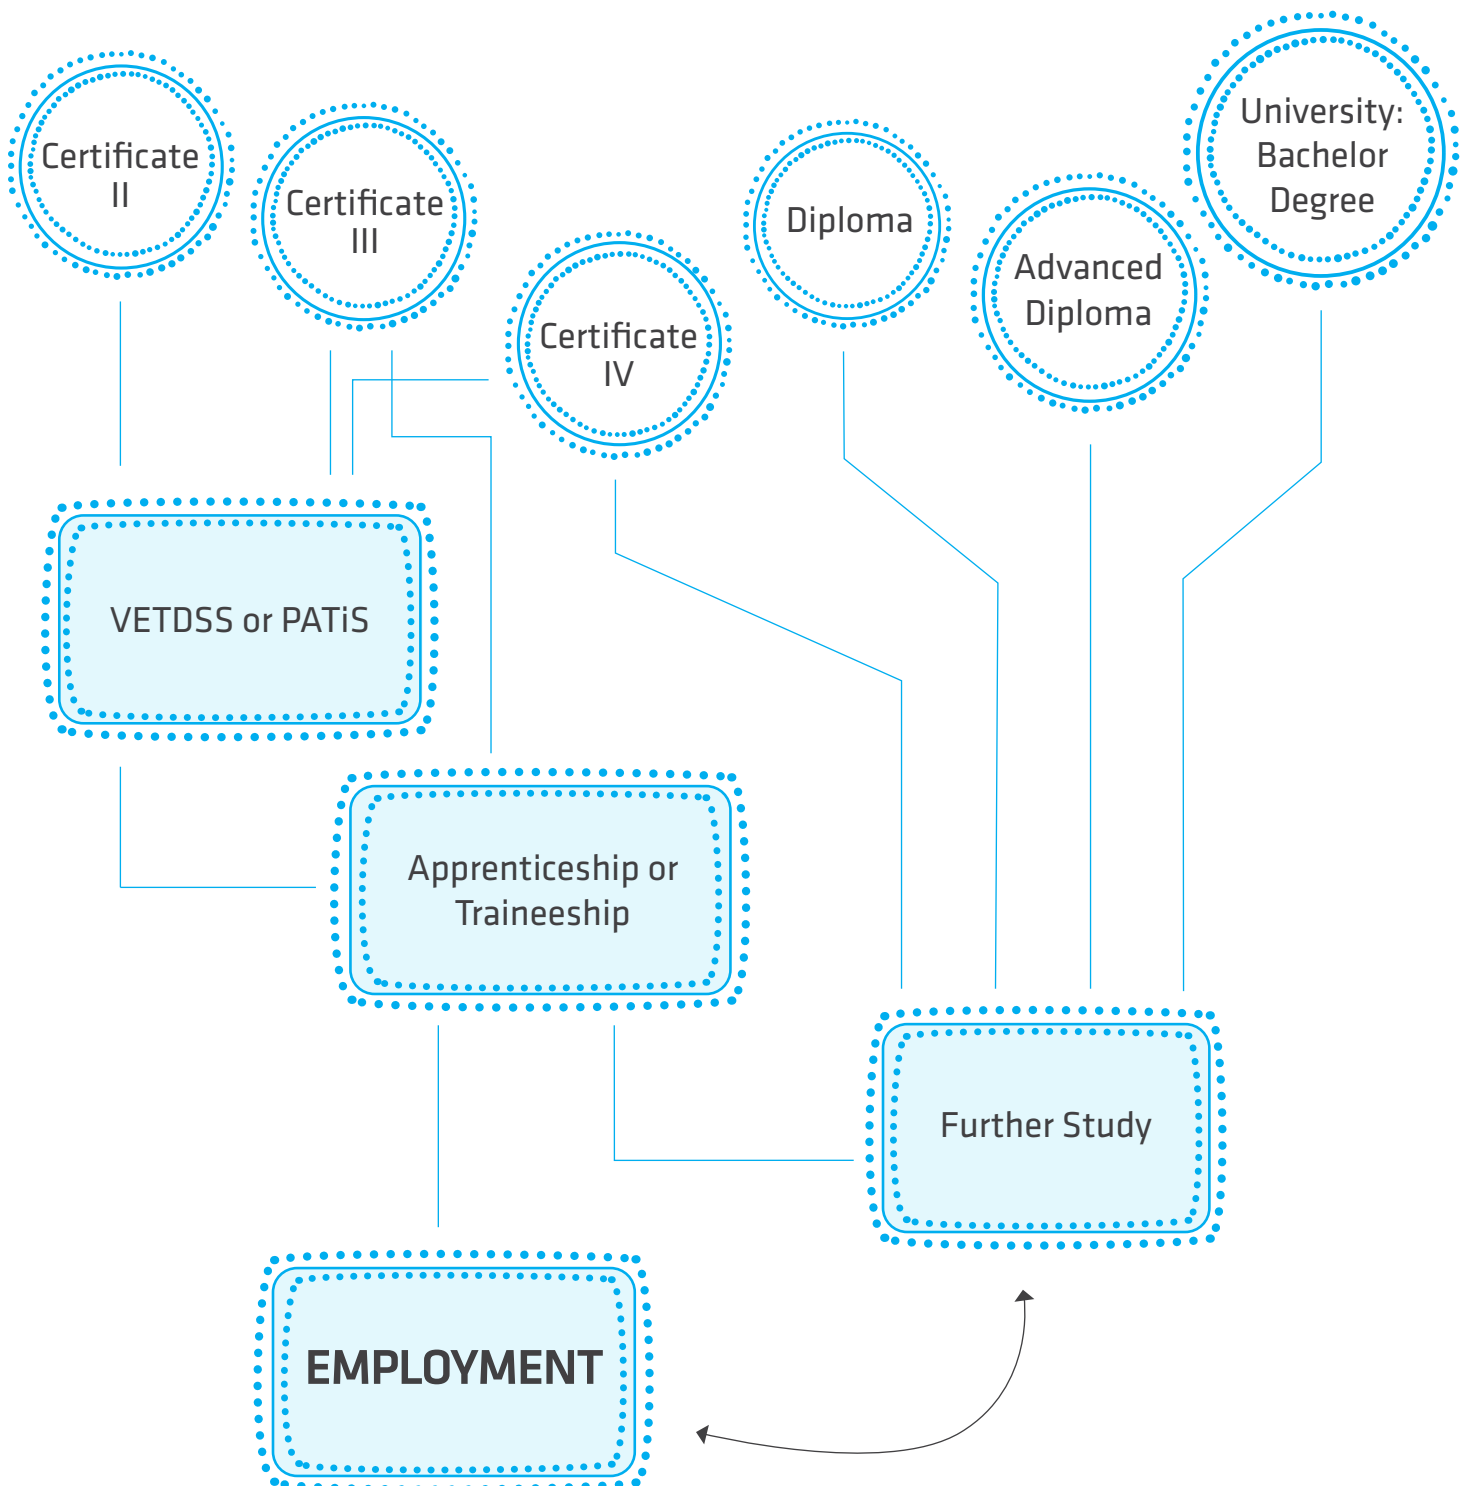 Certificate
II
Certificate
III
Certificate
IV
Diploma
Advanced
Diploma
University:
Bachelor
Degree
VETDSS or PATiS
Apprenticeship or
Traineeship
Further Study
EMPLOYMENT